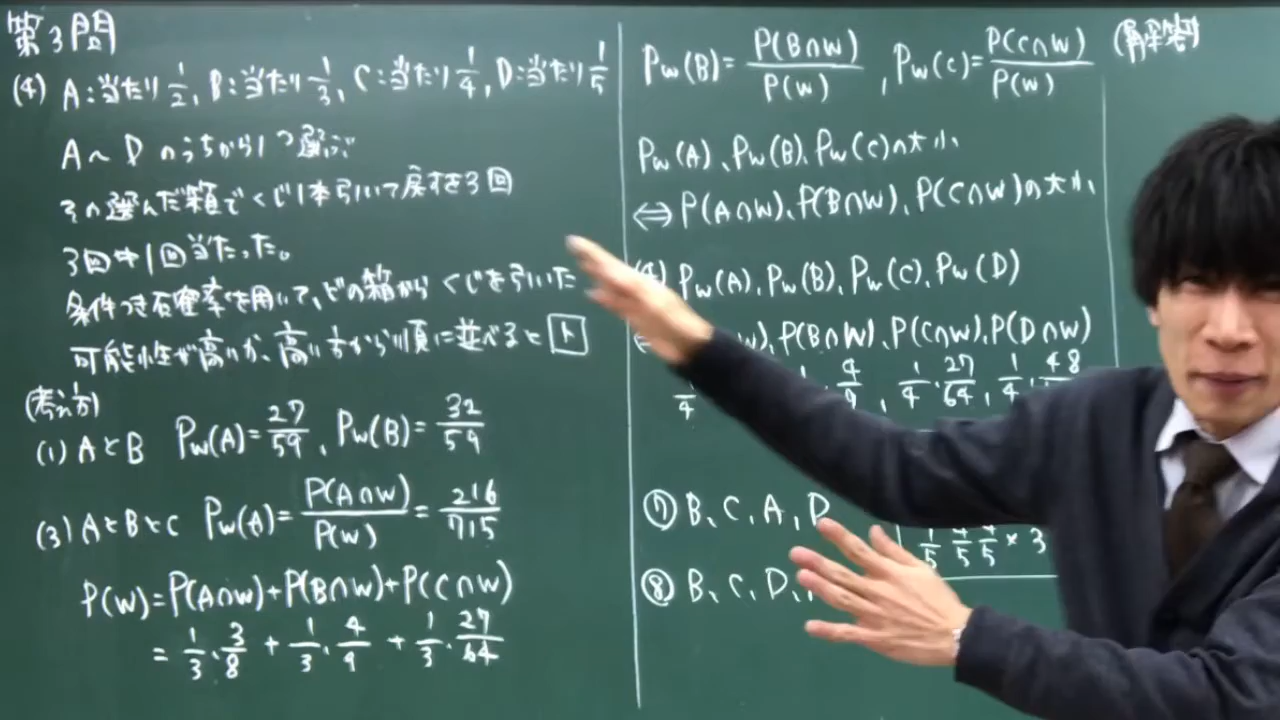 第3問
(4) A:当たり1/2, B:当たり1/3, C:当たり1/4, D:当たり1/5
A~Dのうちから1つ選ぶ
その選んだ箱でくじ1本引いて戻すを3回
3回中1回当たった。
条件つき確率を用いて、どの箱からくじを引いた
可能性が高いか、高い方から順に並べると ト
(考え方)
(1) AとB Pw(A)=27/59, Pw(B)=32/59
(3) AとBとC Pw(A)=P(A∩W)/P(W)=216/715
P(W)=P(A∩W)+P(B∩W)+P(C∩W)
=1/3・3/8+1/3・4/9+1/3・27/64
Pw(B)=P(B∩W)/P(W), Pw(C)=P(C∩W)/P(W)
Pw(A)、Pw(B)、Pw(C)の大小
⇔P(A∩W)、P(B∩W)、P(C∩W)の大小
Pw(A), Pw(B), Pw(C), Pw(D)
W), P(B∩W), P(C∩W), P(D∩W)
4/9, 1/4・27/64, 1/4・48
⑦ B、C、A、D
1/5 4/5 4/5×3
⑧ B、C、D、
(解答)